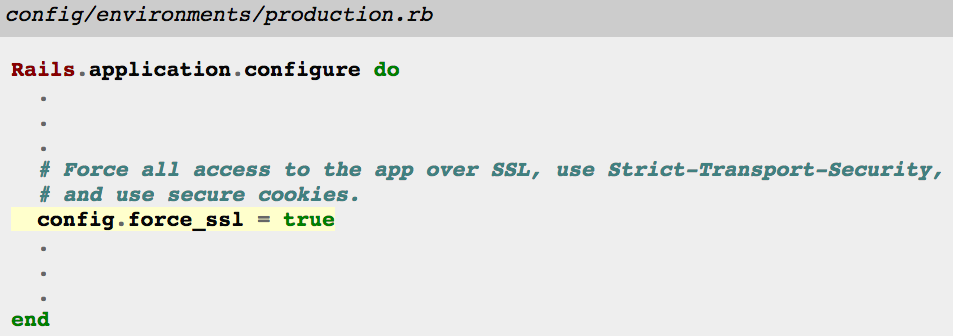 config/environments/production.rb
Rails.application.configure do
.
.
.
# Force all access to the app over SSL, use Strict-Transport-Security,
# and use secure cookies.
config.force_ssl = true
.
.
.
end